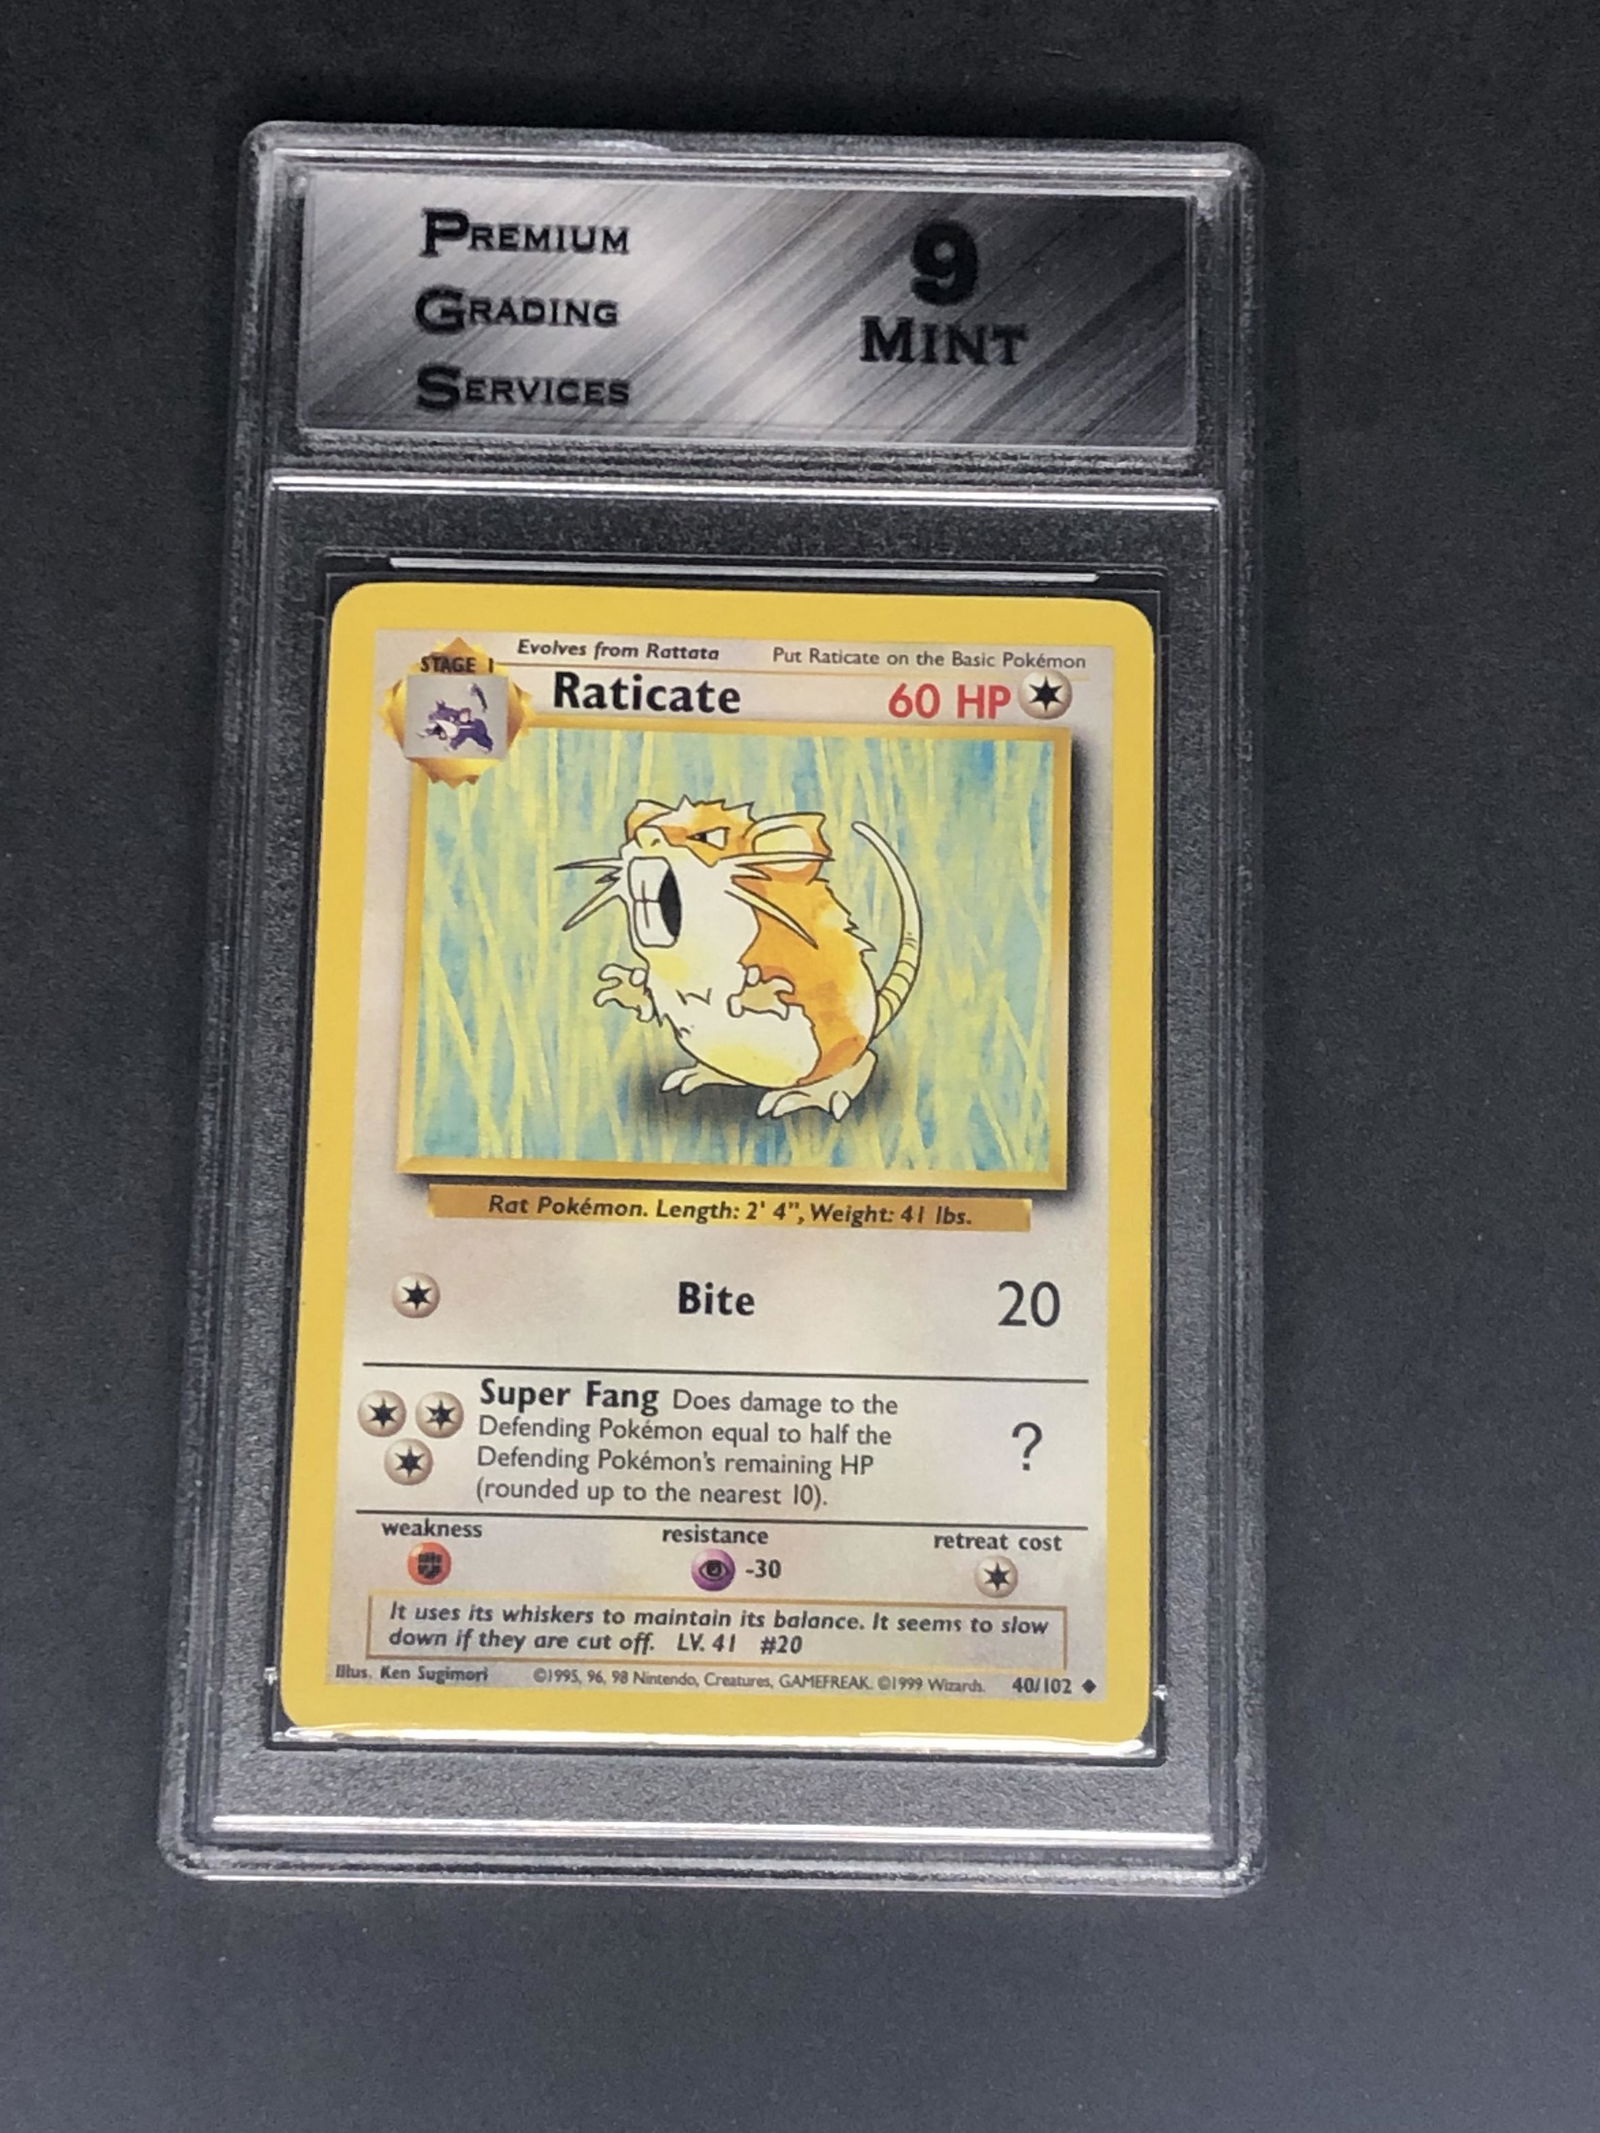 PREMIUM
GRADING
SERVICES
9
MINT
STAGE 1
Evolves from Rattata
Put Raticate on the Basic Pokémon
Raticate
60 HP
Rat Pokémon. Length: 2' 4", Weight: 41 lbs.
Bite
20
Super Fang Does damage to the
Defending Pokémon equal to half the
Defending Pokémon's remaining HP
(rounded up to the nearest 10).
?
weakness
resistance
retreat cost
-30
It uses its whiskers to maintain its balance. It seems to slow
down if they are cut off. LV. 41 #20
Illus. Ken Sugimori
©1995, 96, 98 Nintendo, Creatures, GAMEFREAK. ©1999 Wizards.
40/102